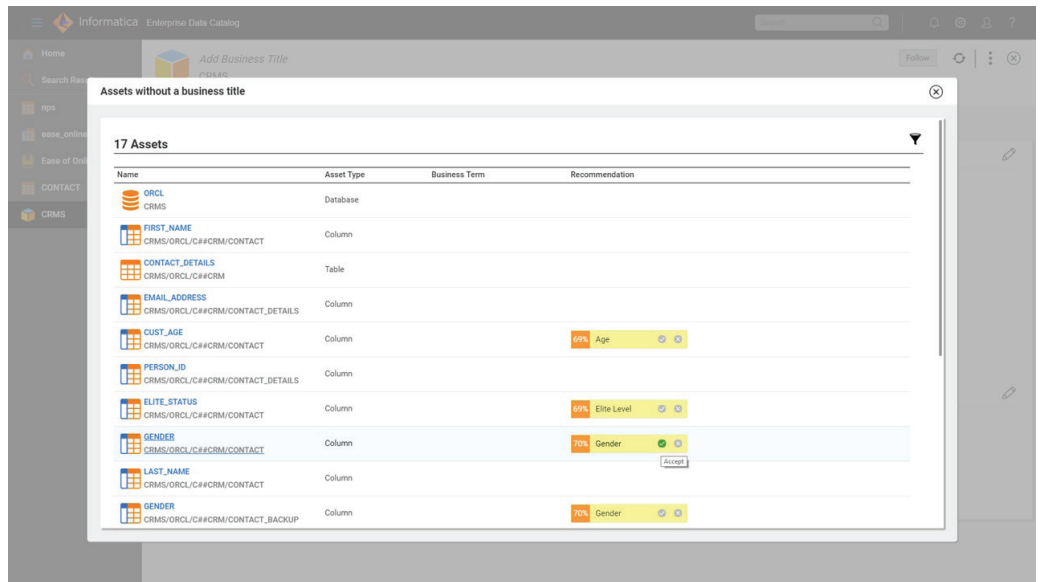 Informatica Enterprise Data Catalog
Search
?
Home
Add Business Title
Follow
CRMS
Search Res
Assets without a business title
nps
ease_online
17 Assets
Ease of Onli
Name Asset Type Business Term Recommendation
CONTACT
ORCL
CRMS
Database
CRMS
FIRST_NAME
CRMS/ORCL/C##CRM/CONTACT
Column
CONTACT_DETAILS
CRMS/ORCL/C##CRM
Table
EMAIL_ADDRESS
CRMS/ORCL/C##CRM/CONTACT_DETAILS
Column
CUST_AGE
CRMS/ORCL/C##CRM/CONTACT
Column
69% Age
PERSON_ID
CRMS/ORCL/C##CRM/CONTACT_DETAILS
Column
ELITE_STATUS
CRMS/ORCL/C##CRM/CONTACT
Column
69% Elite Level
GENDER
CRMS/ORCL/C##CRM/CONTACT
Column
70% Gender
Accept
LAST_NAME
CRMS/ORCL/C##CRM/CONTACT
Column
GENDER
CRMS/ORCL/C##CRM/CONTACT_BACKUP
Column
70% Gender